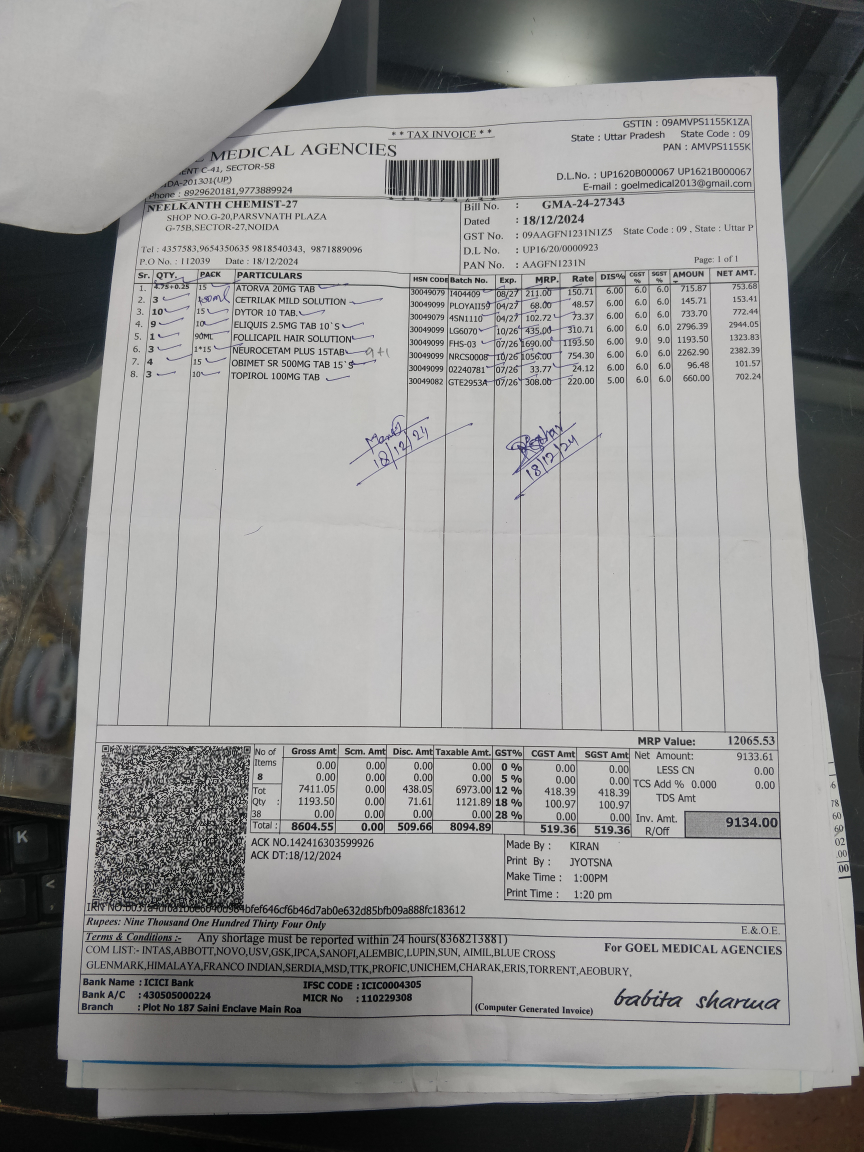 ** TAX INVOICE **
GSTIN : 09AMVPS1155K1ZA
State : Uttar Pradesh State Code : 09
PAN : AMVPS1155K
MEDICAL AGENCIES
C-41, SECTOR-58
-201301(UP)
Phone : 8929620181,9773889924
D.L.No. : UP1620B000067 UP1621B000067
E-mail : goelmedical2013@gmail.com
NEELKANTH CHEMIST-27
SHOP NO.G-20,PARSVNATH PLAZA
G-75B,SECTOR-27,NOIDA
Tel : 4357583,9654350635 9818540343, 9871889096
P.O No. : 112039 Date : 18/12/2024
Bill No. : GMA-24-27343
Dated : 18/12/2024
GST No. : 09AAGFN1231N1Z5 State Code : 09 , State : Uttar P
D.L No. : UP16/20/0000923
PAN No. : AAGFN1231N
Page: 1 of 1
Sr. QTY. PACK PARTICULARS HSN CODE Batch No. Exp. MRP. Rate DIS% CGST % SGST % AMOUN NET AMT.
1. 4.75+0.25 15 ATORVA 20MG TAB 30049079 I404409 08/27 211.00 150.71 6.00 6.0 6.0 715.87 753.68
2. 3 450ml CETRILAK MILD SOLUTION 30049099 PLOYAI159 04/27 68.00 48.57 6.00 6.0 6.0 145.71 153.41
3. 10 15 DYTOR 10 TAB. 30049099 4SN1110 04/27 102.72 73.37 6.00 6.0 6.0 733.70 772.44
4. 9 10 ELIQUIS 2.5MG TAB 10`S 30049099 LG6070 10/26 435.00 310.71 6.00 6.0 6.0 2796.39 2944.05
5. 1 90ML FOLLICAPIL HAIR SOLUTION 30049099 FHS-03 07/26 1690.00 1193.50 6.00 9.0 9.0 1193.50 1323.83
6. 3 1*15 NEUROCETAM PLUS 15TAB 9+1 30049099 NRCS0008 10/26 1056.00 754.30 6.00 6.0 6.0 2262.90 2382.39
7. 4 15 OBIMET SR 500MG TAB 15`S 30049099 02240781 07/26 33.77 24.12 6.00 6.0 6.0 96.48 101.57
8. 3 10 TOPIROL 100MG TAB 30049082 GTE2953A 07/26 308.00 220.00 5.00 6.0 6.0 660.00 702.24
18/12/24
18/12/24
MRP Value: 12065.53
No of Items 8 Gross Amt Scm. Amt Disc. Amt Taxable Amt. GST% CGST Amt SGST Amt
0.00 0.00 0.00 0.00 0 % 0.00 0.00
0.00 0.00 0.00 0.00 5 % 0.00 0.00
Tot 7411.05 0.00 438.05 6973.00 12 % 418.39 418.39
Qty : 1193.50 0.00 71.61 1121.89 18 % 100.97 100.97
38 0.00 0.00 0.00 0.00 28 % 0.00 0.00
Total : 8604.55 0.00 509.66 8094.89 519.36 519.36
Net Amount: 9133.61
LESS CN 0.00
TCS Add % 0.000 0.00
TDS Amt
Inv. Amt. 9134.00
R/Off
ACK NO.142416303599926
ACK DT:18/12/2024
Made By : KIRAN
Print By : JYOTSNA
Make Time : 1:00PM
Print Time : 1:20 pm
Rupees: Nine Thousand One Hundred Thirty Four Only
E.&.O.E.
Terms & Conditions :- Any shortage must be reported within 24 hours(8368213881)
COM LIST:- INTAS,ABBOTT,NOVO,USV,GSK,IPCA,SANOFI,ALEMBIC,LUPIN,SUN, AIMIL,BLUE CROSS
GLENMARK,HIMALAYA,FRANCO INDIAN,SERDIA,MSD,TTK,PROFIC,UNICHEM,CHARAK,ERIS,TORRENT,AEOBURY,
For GOEL MEDICAL AGENCIES
Bank Name : ICICI Bank IFSC CODE : ICIC0004305
Bank A/C : 430505000224 MICR No : 110229308
Branch : Plot No 187 Saini Enclave Main Roa
(Computer Generated Invoice)
babita sharma
K